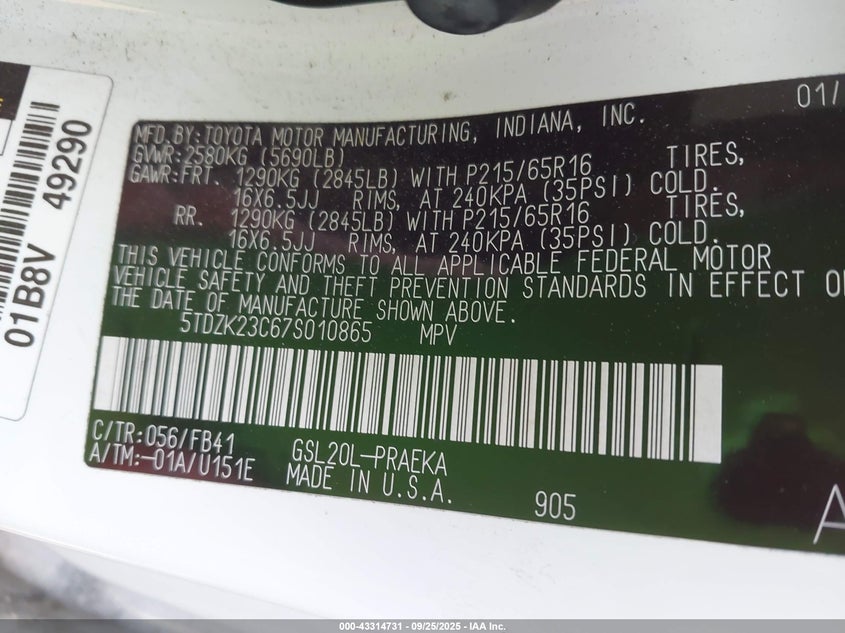 01B8V 49290
01/
MFD.BY:TOYOTA MOTOR MANUFACTURING, INDIANA, INC.
GVWR:2580KG (5690LB)
GAWR:FRT. 1290KG (2845LB) WITH P215/65R16 TIRES,
16X6.5JJ RIMS, AT 240KPA (35PSI) COLD.
RR. 1290KG (2845LB) WITH P215/65R16 TIRES,
16X6.5JJ RIMS, AT 240KPA (35PSI) COLD.
THIS VEHICLE CONFORMS TO ALL APPLICABLE FEDERAL MOTOR
VEHICLE SAFETY AND THEFT PREVENTION STANDARDS IN EFFECT
THE DATE OF MANUFACTURE SHOWN ABOVE.
5TDZK23C67S010865 MPV
C/TR:056/FB41 GSL20L-PRAEKA
A/TM:-01A/U151E MADE IN U.S.A.
905
000-43314731 - 09/25/2025 - IAA Inc.